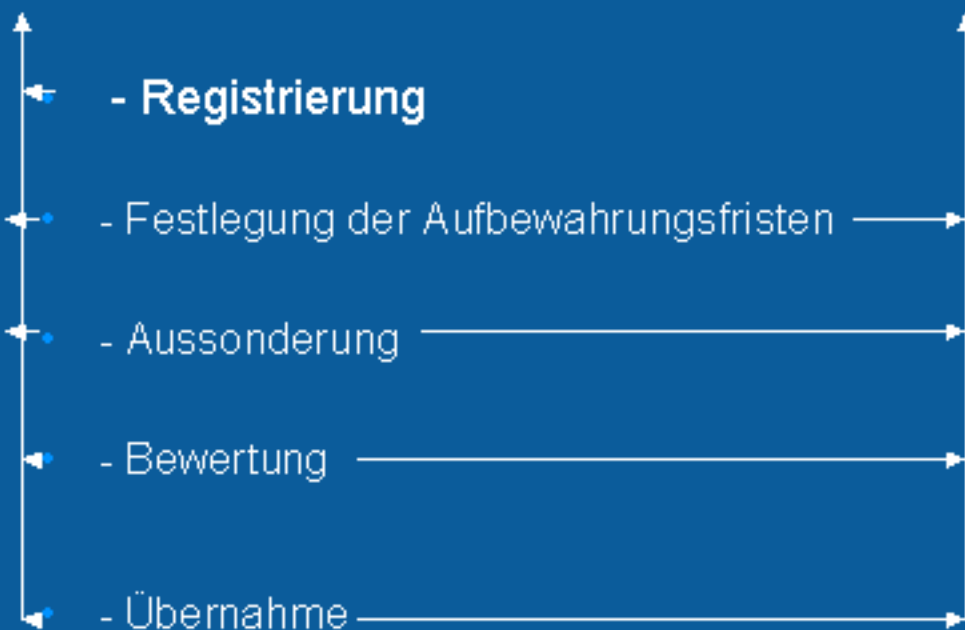 - Registrierung
- Festlegung der Aufbewahrungsfristen
- Aussonderung
- Bewertung
- Übernahme